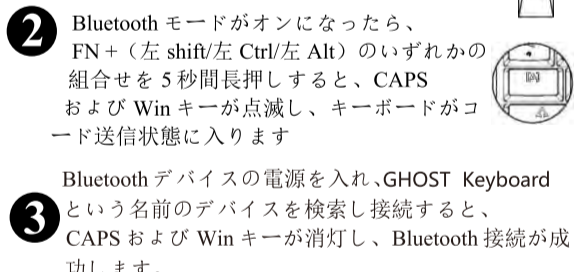 2 Bluetooth モードがオンになったら、
FN +（左 shift/左 Ctrl/左 Alt）のいずれかの
組合せを 5 秒間長押しすると、CAPS
および Win キーが点滅し、キーボードがコ
ード送信状態に入ります
Bluetooth デバイスの電源を入れ、GHOST Keyboard
3 という名前のデバイスを検索し接続すると、
CAPS および Win キーが消灯し、Bluetooth 接続が成
功します。